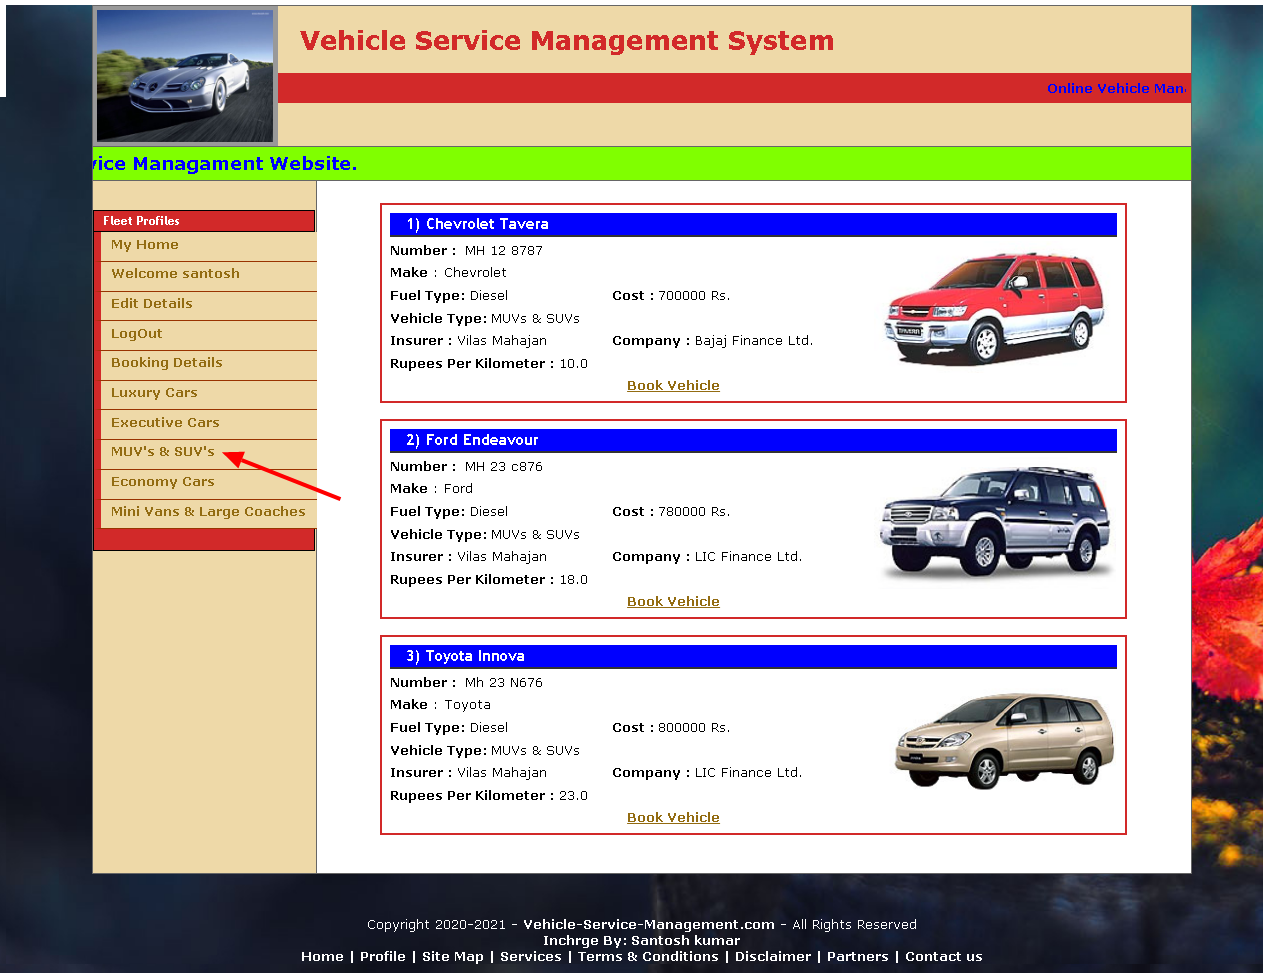 Vehicle Service Management System
Online Vehicle Man
vice Managament Website.
Fleet Profiles
My Home
Welcome santosh
Edit Details
LogOut
Booking Details
Luxury Cars
Executive Cars
MUV's & SUV's
Economy Cars
Mini Vans & Large Coaches
1) Chevrolet Tavera
Number : MH 12 8787
Make : Chevrolet
Fuel Type: Diesel Cost : 700000 Rs.
Vehicle Type: MUVs & SUVs
Insurer : Vilas Mahajan Company : Bajaj Finance Ltd.
Rupees Per Kilometer : 10.0
Book Vehicle
TAVERA
2) Ford Endeavour
Number : MH 23 c876
Make : Ford
Fuel Type: Diesel Cost : 780000 Rs.
Vehicle Type: MUVs & SUVs
Insurer : Vilas Mahajan Company : LIC Finance Ltd.
Rupees Per Kilometer : 18.0
Book Vehicle
3) Toyota Innova
Number : Mh 23 N676
Make : Toyota
Fuel Type: Diesel Cost : 800000 Rs.
Vehicle Type: MUVs & SUVs
Insurer : Vilas Mahajan Company : LIC Finance Ltd.
Rupees Per Kilometer : 23.0
Book Vehicle
Copyright 2020-2021 - Vehicle-Service-Management.com - All Rights Reserved
Inchrge By: Santosh kumar
Home | Profile | Site Map | Services | Terms & Conditions | Disclaimer | Partners | Contact us